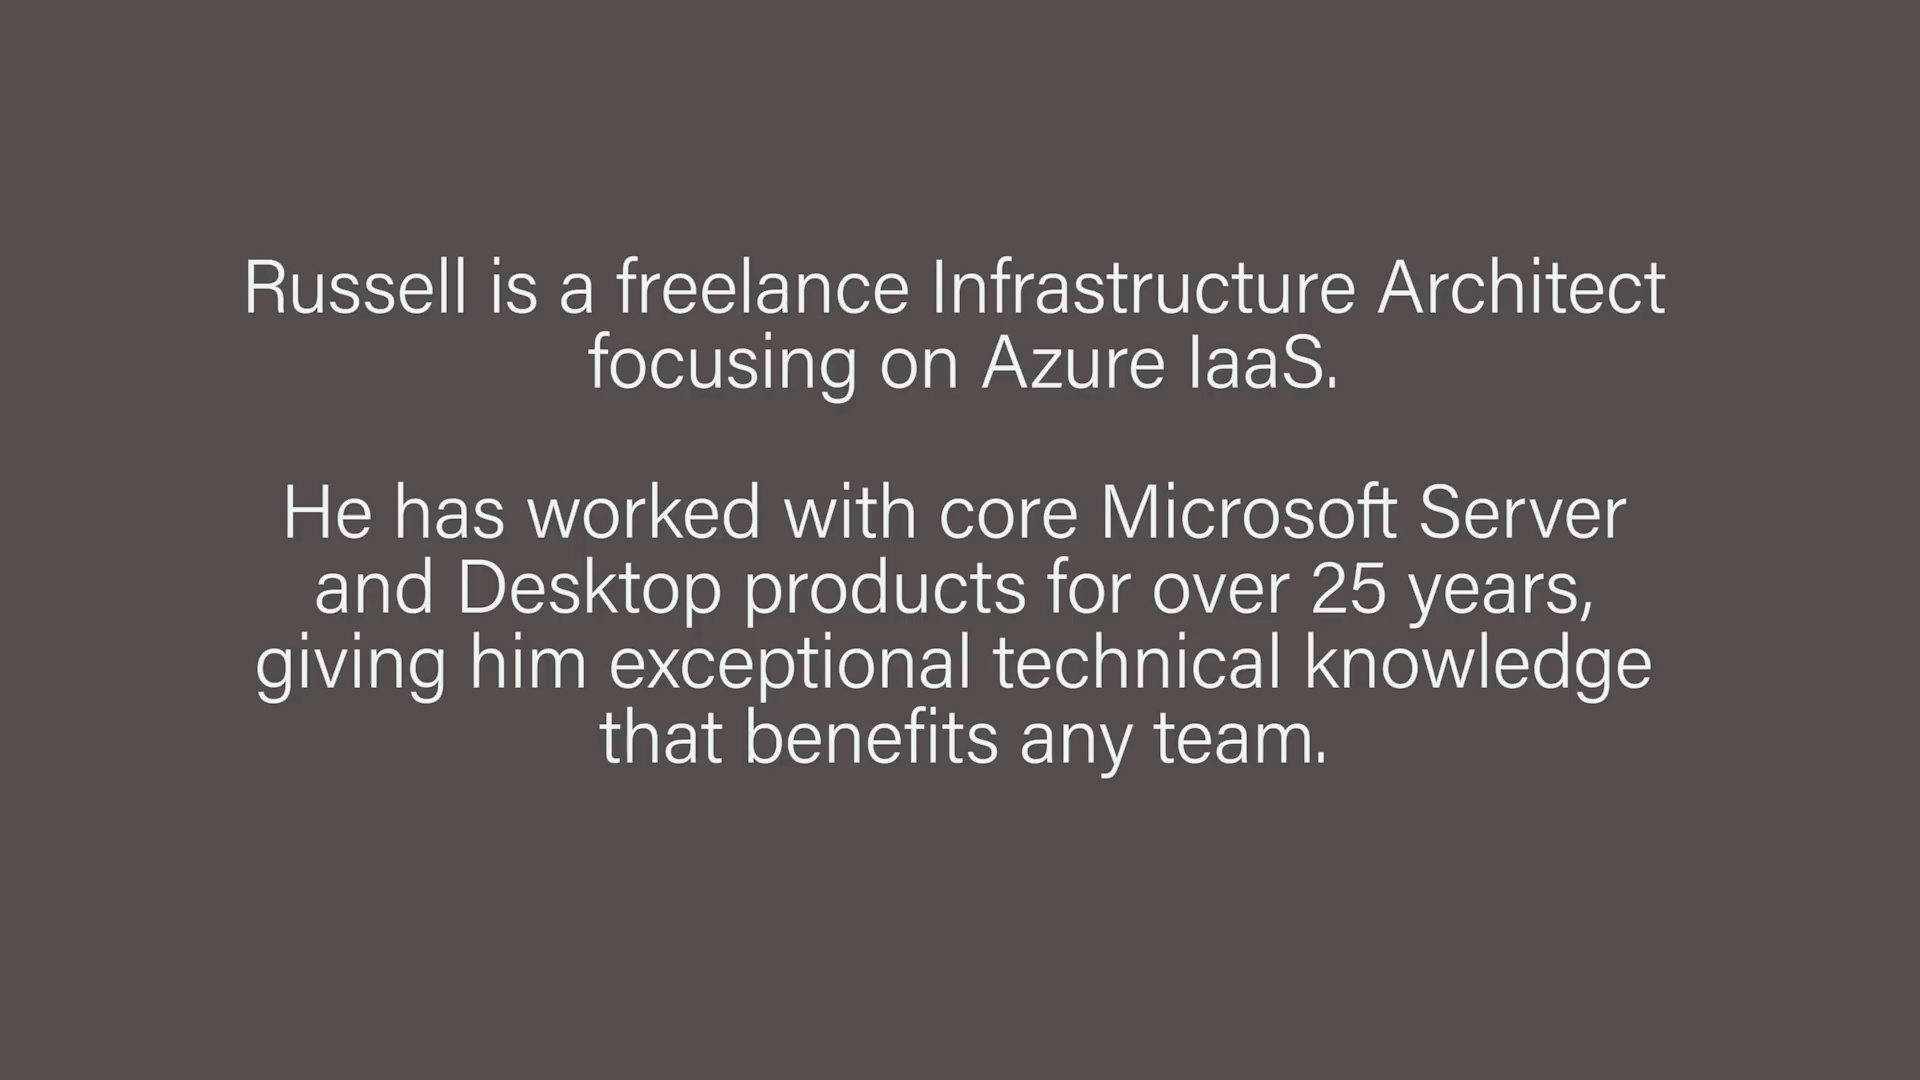 Russell is a freelance Infrastructure Architect
focusing on Azure IaaS.
He has worked with core Microsoft Server
and Desktop products for over 25 years,
giving him exceptional technical knowledge
that benefits any team.